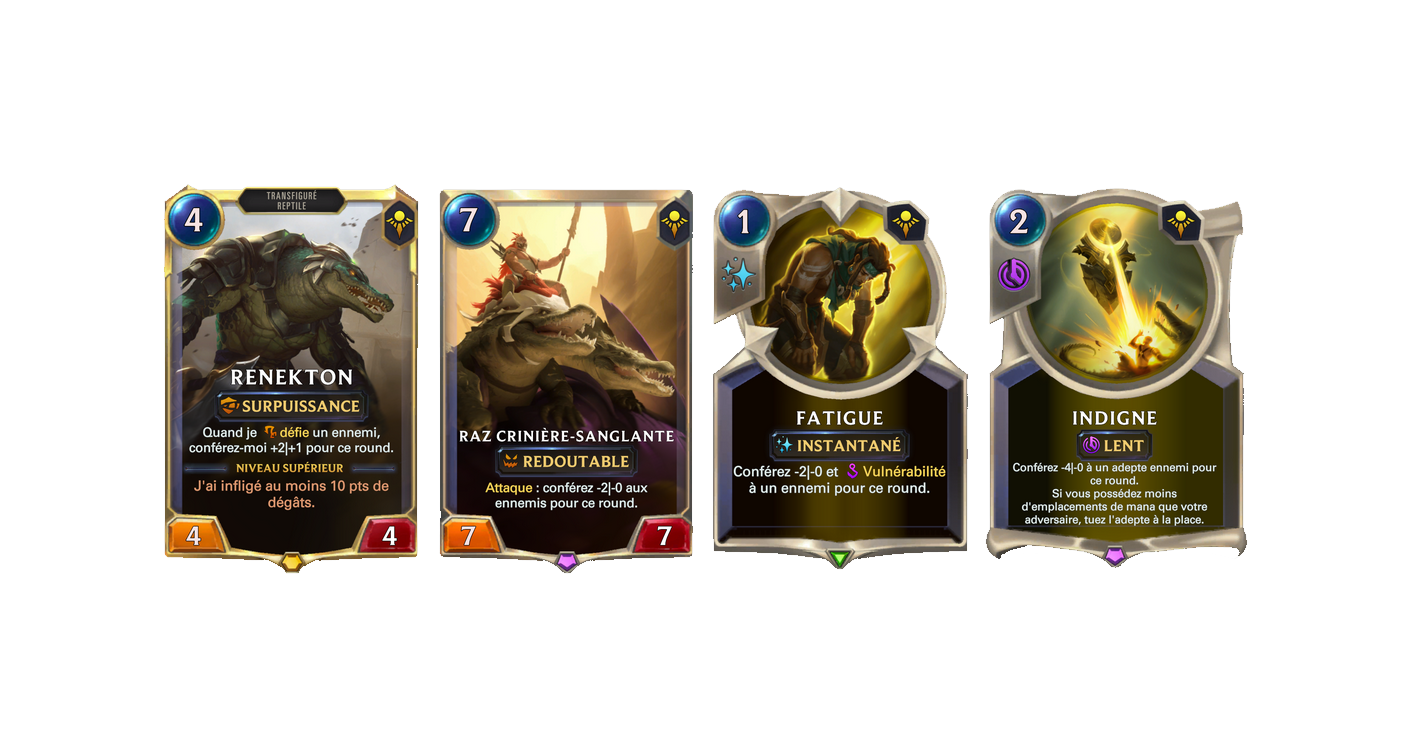 4
TRANSFIGURÉ
REPTILE
RENEKTON
SURPUISSANCE
Quand je défie un ennemi,
conférez-moi +2|+1 pour ce round.
NIVEAU SUPÉRIEUR
J'ai infligé au moins 10 pts de
dégâts.
4
4
7
RAZ CRINIÈRE-SANGLANTE
REDOUTABLE
Attaque : conférez -2|-0 aux
ennemis pour ce round.
7
7
1
FATIGUE
INSTANTANÉ
Conférez -2|-0 et Vulnérabilité
à un ennemi pour ce round.
2
INDIGNE
LENT
Conférez -4|-0 à un adepte ennemi pour
ce round.
Si vous possédez moins
d'emplacements de mana que votre
adversaire, tuez l'adepte à la place.